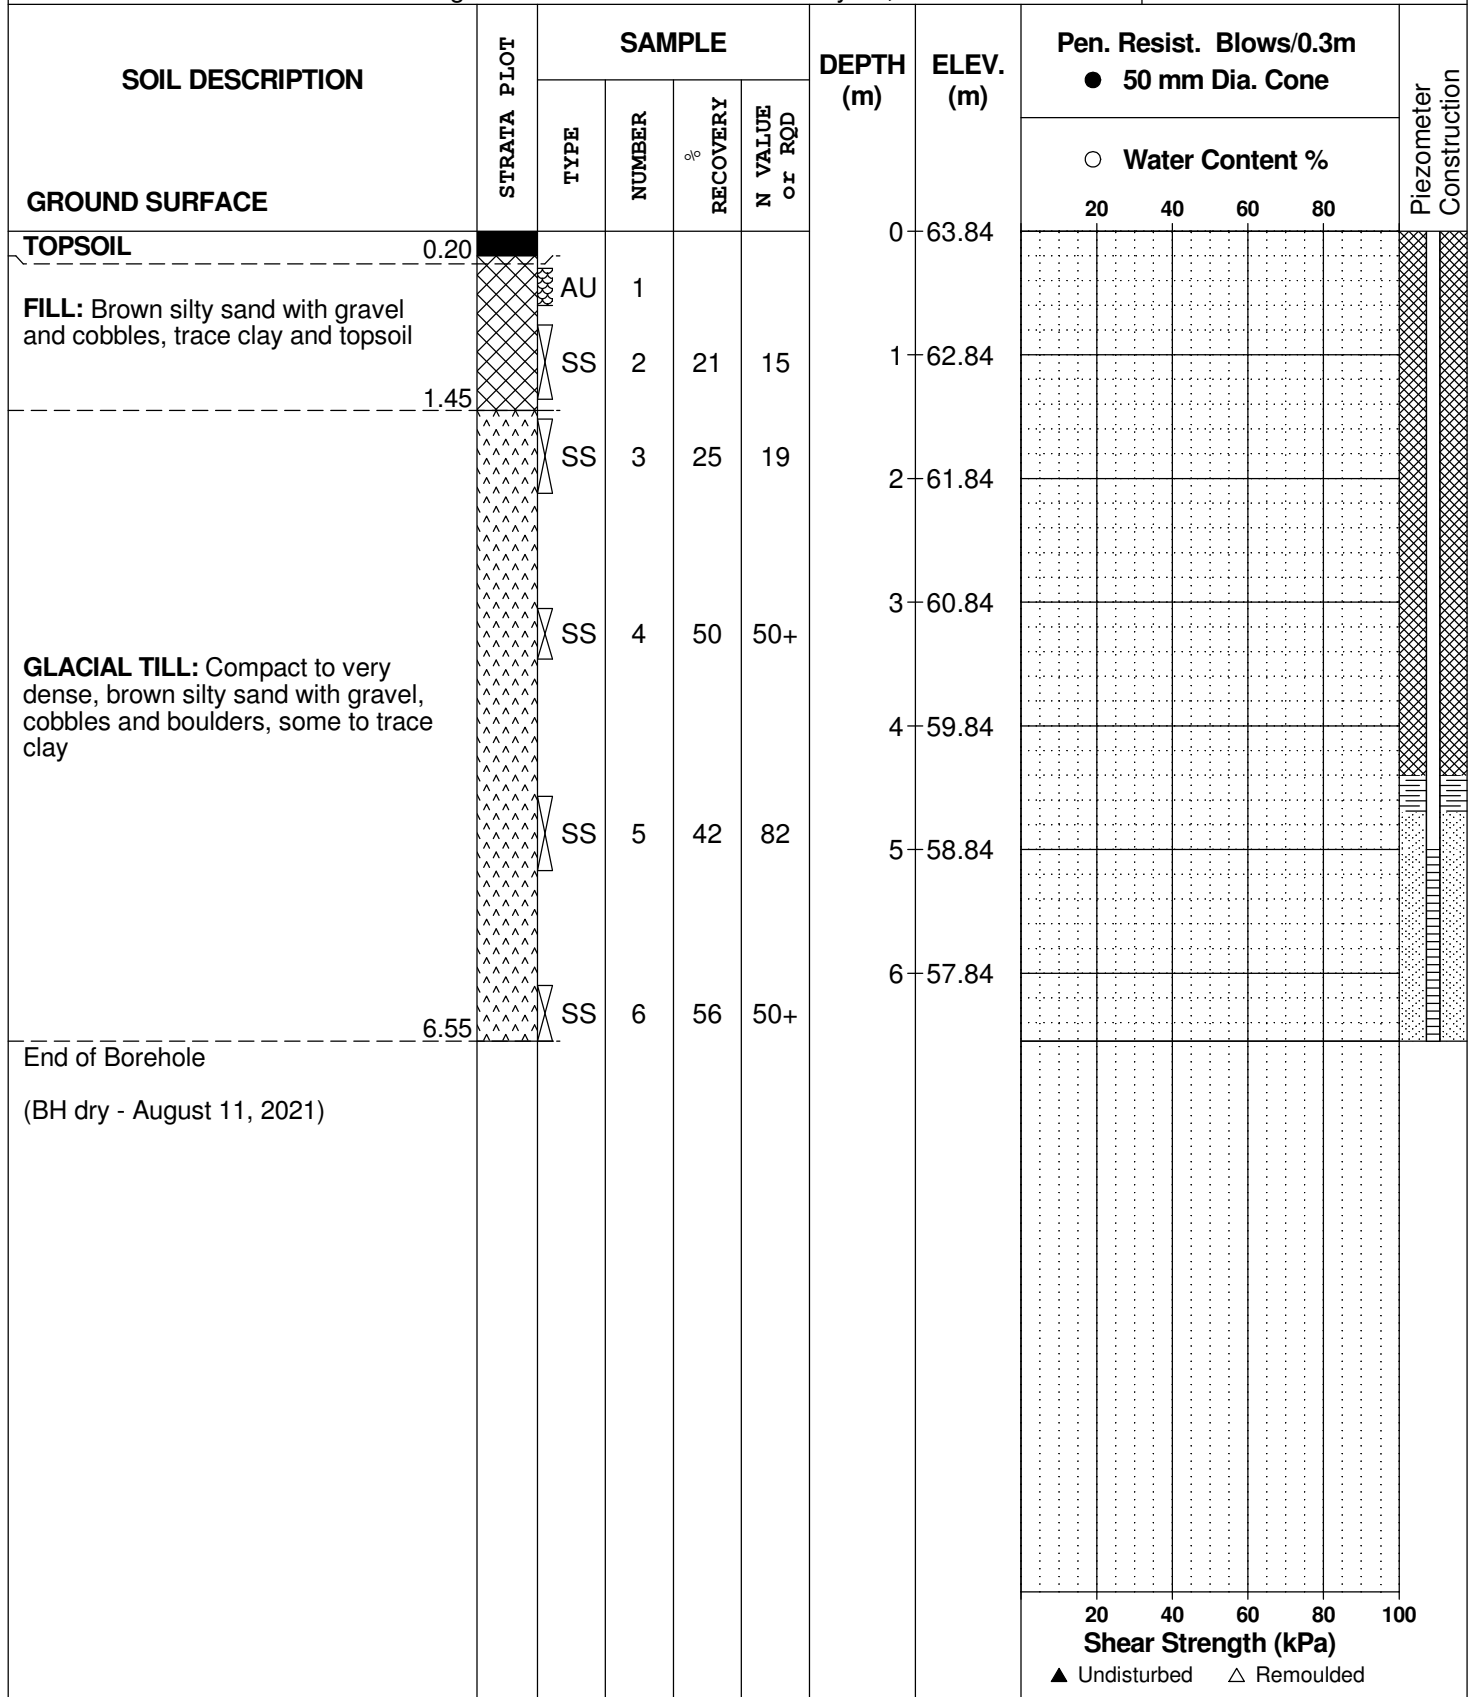 SOIL DESCRIPTION
GROUND SURFACE
STRATA PLOT
SAMPLE
TYPE
NUMBER
% RECOVERY
N VALUE or RQD
DEPTH (m)
ELEV. (m)
Pen. Resist. Blows/0.3m
● 50 mm Dia. Cone
○ Water Content %
20 40 60 80
Piezometer Construction
TOPSOIL 0.20
FILL: Brown silty sand with gravel
and cobbles, trace clay and topsoil
1.45
GLACIAL TILL: Compact to very
dense, brown silty sand with gravel,
cobbles and boulders, some to trace
clay
6.55
End of Borehole
(BH dry - August 11, 2021)
AU 1
SS 2 21 15
SS 3 25 19
SS 4 50 50+
SS 5 42 82
SS 6 56 50+
0 63.84
1 62.84
2 61.84
3 60.84
4 59.84
5 58.84
6 57.84
20 40 60 80 100
Shear Strength (kPa)
▲ Undisturbed △ Remoulded